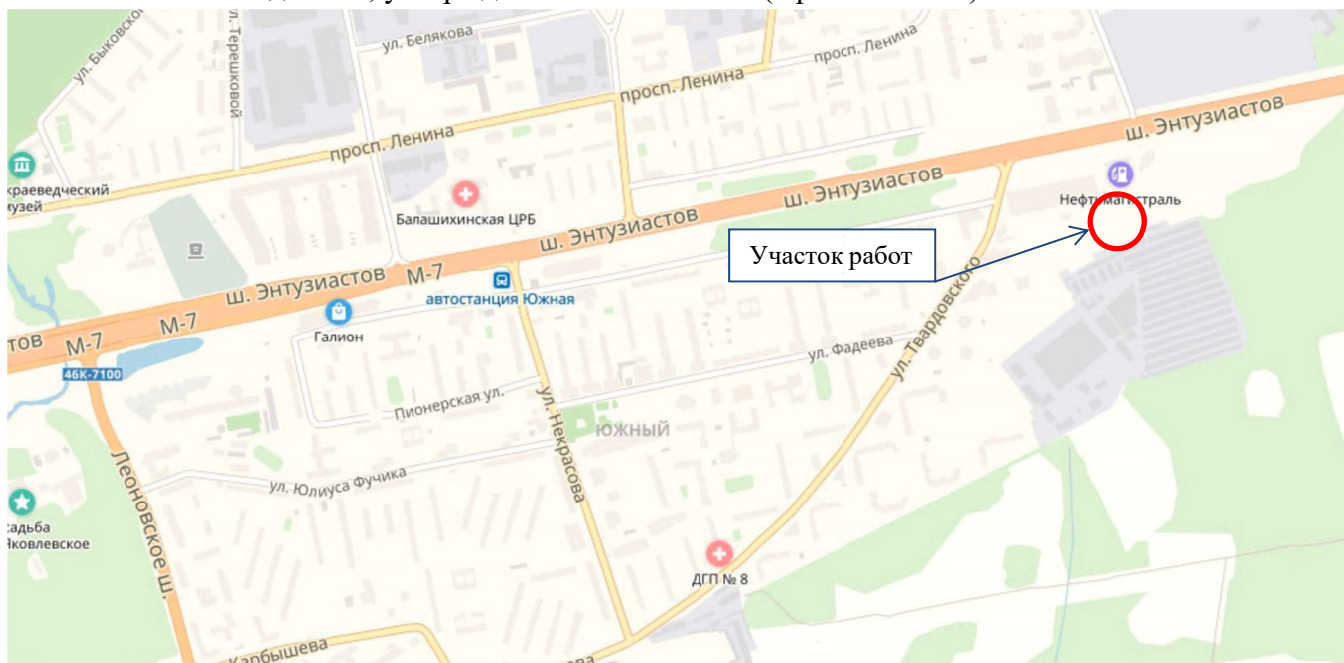 ул. Быковского
ул. Терешковой
ул. Белякова
просп. Ленина
просп. Ленина
просп. Ленина
ш. Энтузиастов
краеведческий
музей
Балашихинская ЦРБ
ш. Энтузиастов
ш. Энтузиастов
Нефтьмагистраль
Участок работ
ш. Энтузиастов
М-7
автостанция Южная
М-7
М-7
тов
Галион
46К-7100
ул. Фадеева
ул. Твардовского
Пионерская ул.
ул. Некрасова
ЮЖНЫЙ
ул. Юлиуса Фучика
Леоновское ш.
садьба
Яковлевское
ДГП № 8
Карбышева